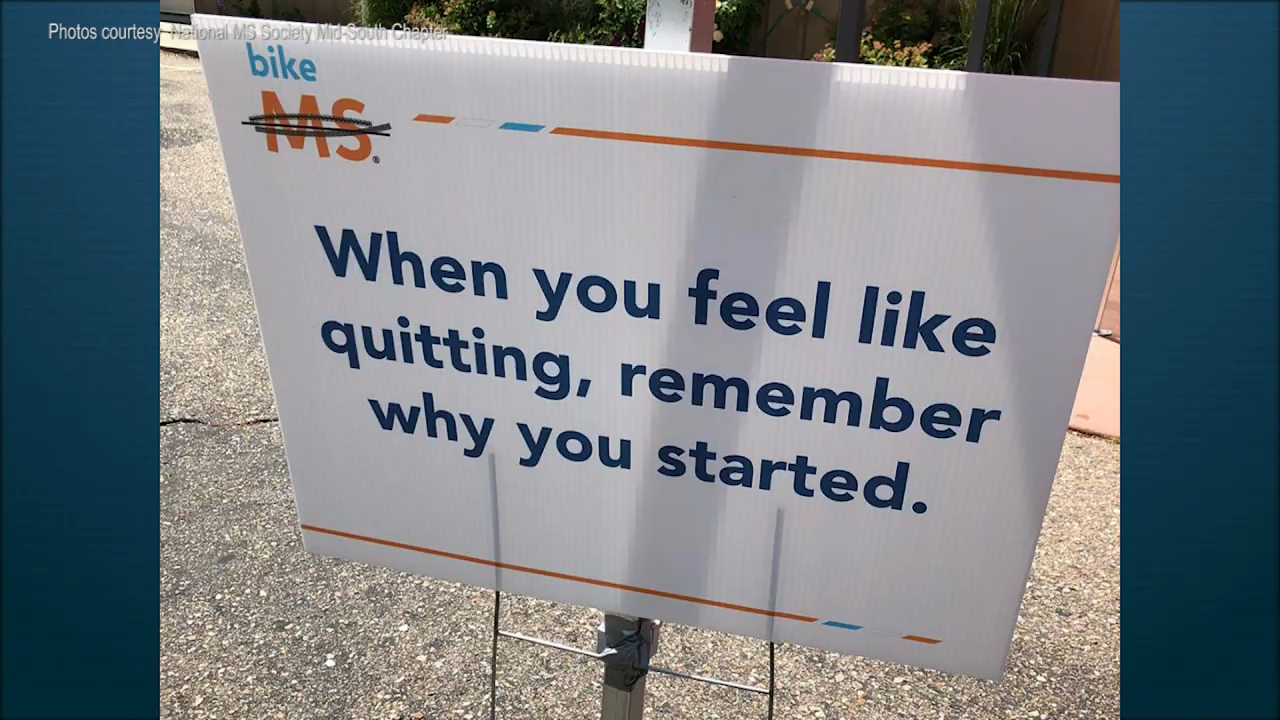 Photos courtesy: National MS Society Mid-South Chapter
bike
MS®
When you feel like
quitting, remember
why you started.